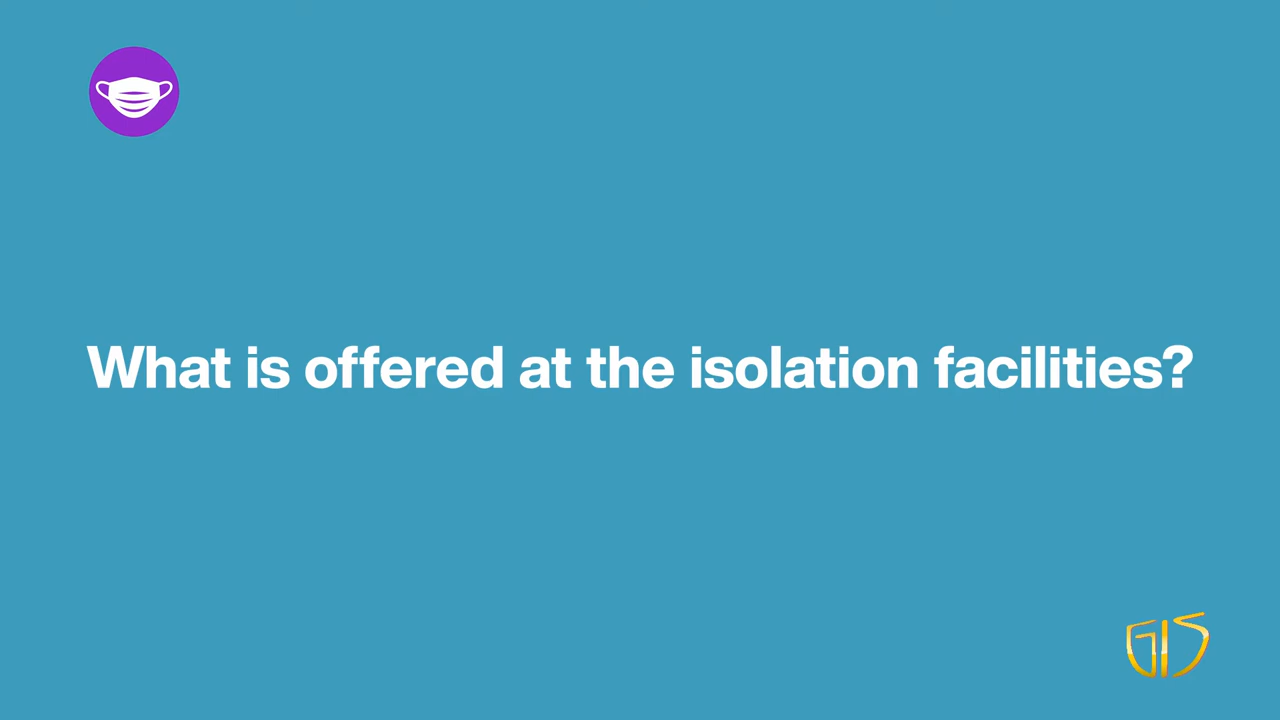 What is offered at the isolation facilities?
GIS